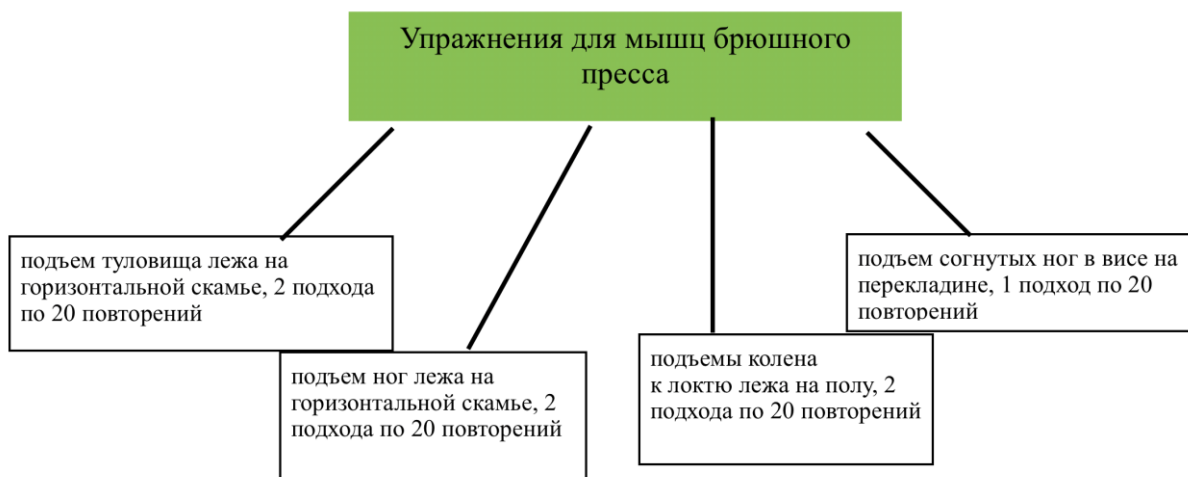 Упражнения для мышц брюшного
пресса
подъем туловища лежа на
горизонтальной скамье, 2 подхода
по 20 повторений
подъем ног лежа на
горизонтальной скамье, 2
подхода по 20 повторений
подъемы колена
к локтю лежа на полу, 2
подхода по 20 повторений
подъем согнутых ног в висе на
перекладине, 1 подход по 20
повторений